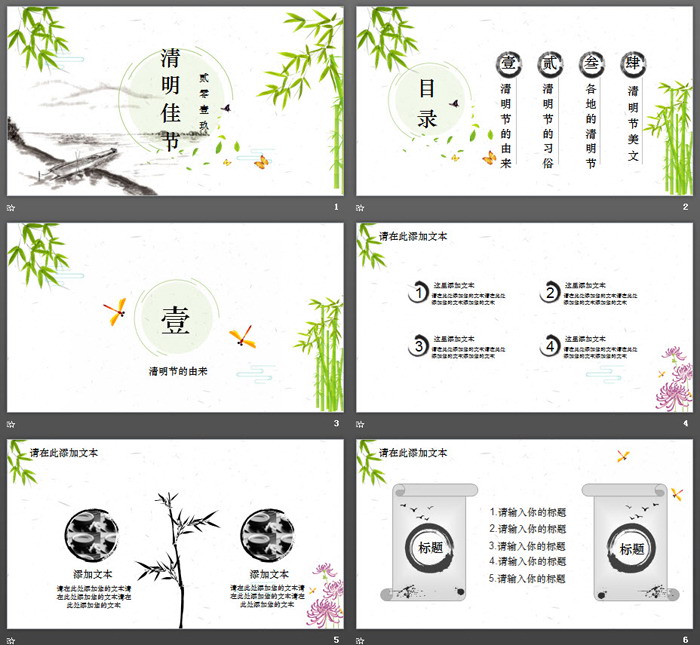 清明佳节
贰零壹玖
1
目录
壹
清明节的由来
贰
清明节的习俗
叁
各地的清明节
肆
清明节美文
2
壹
清明节的由来
3
请在此添加文本
1
这里添加文本
请在此处添加您的文本请在此处
添加您的文本添加您的文本
2
这里添加文本
请在此处添加您的文本请在此处
添加您的文本添加您的文本
3
这里添加文本
请在此处添加您的文本请在此处
添加您的文本添加您的文本
4
这里添加文本
请在此处添加您的文本请在此处
添加您的文本添加您的文本
4
请在此添加文本
添加文本
请在此处添加您的文本请
在此处添加您的文本请在
此处添加您的文本
添加文本
请在此处添加您的文本请
在此处添加您的文本请在
此处添加您的文本
5
请在此添加文本
标题
1.请输入你的标题
2.请输入你的标题
3.请输入你的标题
4.请输入你的标题
5.请输入你的标题
标题
6